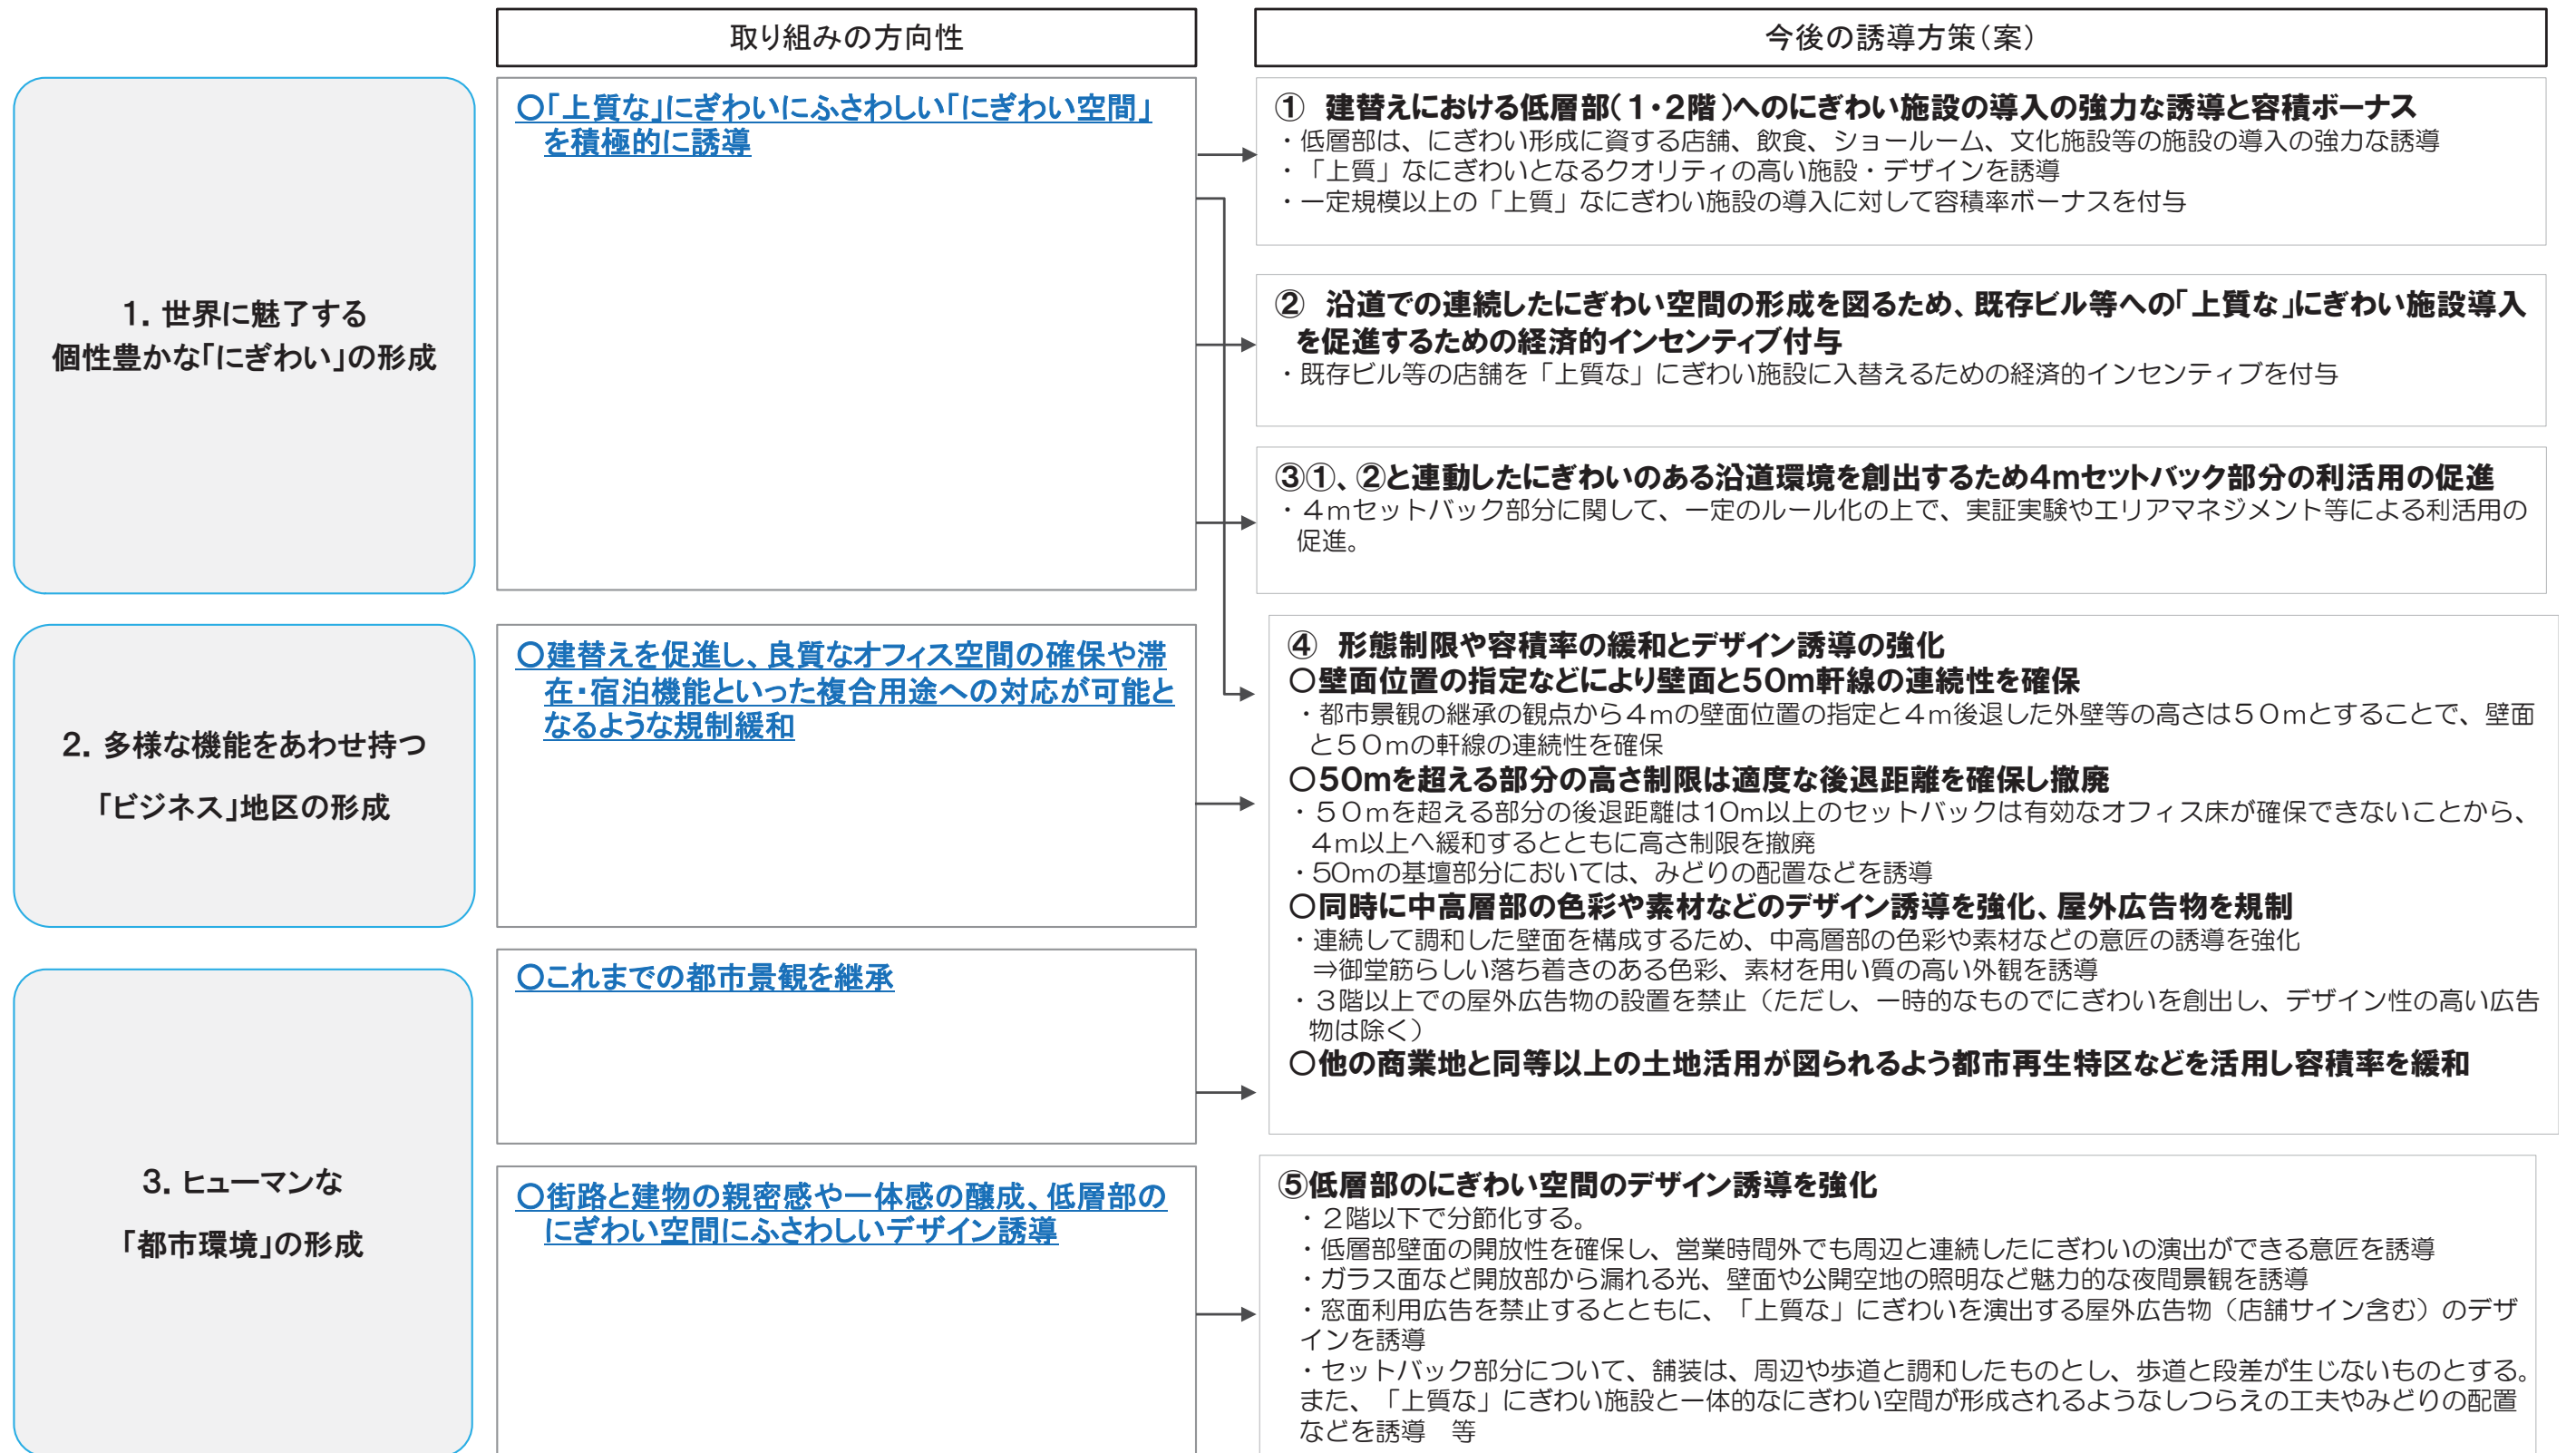 取り組みの方向性
今後の誘導方策(案)
1. 世界に魅了する
個性豊かな「にぎわい」の形成
○「上質な」にぎわいにふさわしい「にぎわい空間」
を積極的に誘導
① 建替えにおける低層部(1・2階)へのにぎわい施設の導入の強力な誘導と容積ボーナス
・低層部は、にぎわい形成に資する店舗、飲食、ショールーム、文化施設等の施設の導入の強力な誘導
・「上質」なにぎわいとなるクオリティの高い施設・デザインを誘導
・一定規模以上の「上質」なにぎわい施設の導入に対して容積率ボーナスを付与
② 沿道での連続したにぎわい空間の形成を図るため、既存ビル等への「上質な」にぎわい施設導入
を促進するための経済的インセンティブ付与
・既存ビル等の店舗を「上質な」にぎわい施設に入替えるための経済的インセンティブを付与
③①、②と連動したにぎわいのある沿道環境を創出するため4mセットバック部分の利活用の促進
・4mセットバック部分に関して、一定のルール化の上で、実証実験やエリアマネジメント等による利活用の
促進。
2. 多様な機能をあわせ持つ
「ビジネス」地区の形成
○建替えを促進し、良質なオフィス空間の確保や滞
在・宿泊機能といった複合用途への対応が可能と
なるような規制緩和
④ 形態制限や容積率の緩和とデザイン誘導の強化
○壁面位置の指定などにより壁面と50m軒線の連続性を確保
・都市景観の継承の観点から4mの壁面位置の指定と4m後退した外壁等の高さは50mとすることで、壁面
と50mの軒線の連続性を確保
○50mを超える部分の高さ制限は適度な後退距離を確保し撤廃
・50mを超える部分の後退距離は10m以上のセットバックは有効なオフィス床が確保できないことから、
4m以上へ緩和するとともに高さ制限を撤廃
・50mの基壇部分においては、みどりの配置などを誘導
○同時に中高層部の色彩や素材などのデザイン誘導を強化、屋外広告物を規制
・連続して調和した壁面を構成するため、中高層部の色彩や素材などの意匠の誘導を強化
⇒御堂筋らしい落ち着きのある色彩、素材を用い質の高い外観を誘導
・3階以上での屋外広告物の設置を禁止(ただし、一時的なものでにぎわいを創出し、デザイン性の高い広告
物は除く)
○他の商業地と同等以上の土地活用が図られるよう都市再生特区などを活用し容積率を緩和
3. ヒューマンな
「都市環境」の形成
○これまでの都市景観を継承
○街路と建物の親密感や一体感の醸成、低層部の
にぎわい空間にふさわしいデザイン誘導
⑤低層部のにぎわい空間のデザイン誘導を強化
・2階以下で分節化する。
・低層部壁面の開放性を確保し、営業時間外でも周辺と連続したにぎわいの演出ができる意匠を誘導
・ガラス面など開放部から漏れる光、壁面や公開空地の照明など魅力的な夜間景観を誘導
・窓面利用広告を禁止するとともに、「上質な」にぎわいを演出する屋外広告物(店舗サイン含む)のデザ
インを誘導
・セットバック部分について、舗装は、周辺や歩道と調和したものとし、歩道と段差が生じないものとする。
また、「上質な」にぎわい施設と一体的なにぎわい空間が形成されるようなしつらえの工夫やみどりの配置
などを誘導 等